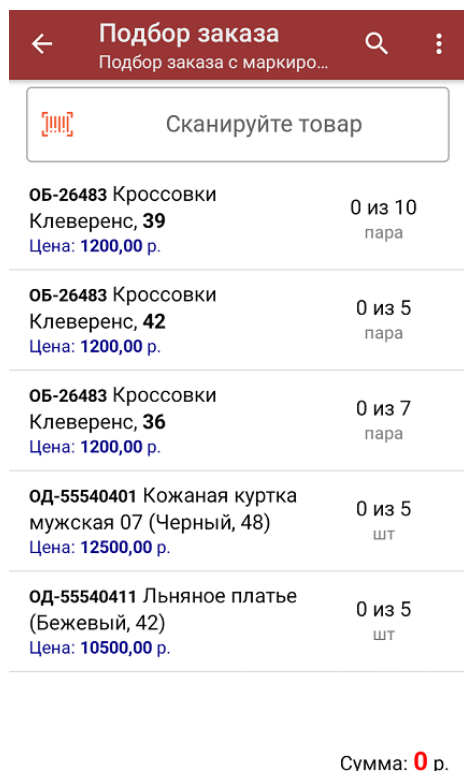 Подбор заказа
Подбор заказа с маркиро...
Сканируйте товар
ОБ-26483 Кроссовки
Клеверенс, 39
Цена: 1200,00 р.
0 из 10
пара
ОБ-26483 Кроссовки
Клеверенс, 42
Цена: 1200,00 р.
0 из 5
пара
ОБ-26483 Кроссовки
Клеверенс, 36
Цена: 1200,00 р.
0 из 7
пара
ОД-55540401 Кожаная куртка
мужская 07 (Черный, 48)
Цена: 12500,00 р.
0 из 5
шт
ОД-55540411 Льняное платье
(Бежевый, 42)
Цена: 10500,00 р.
0 из 5
шт
Сумма: 0 р.